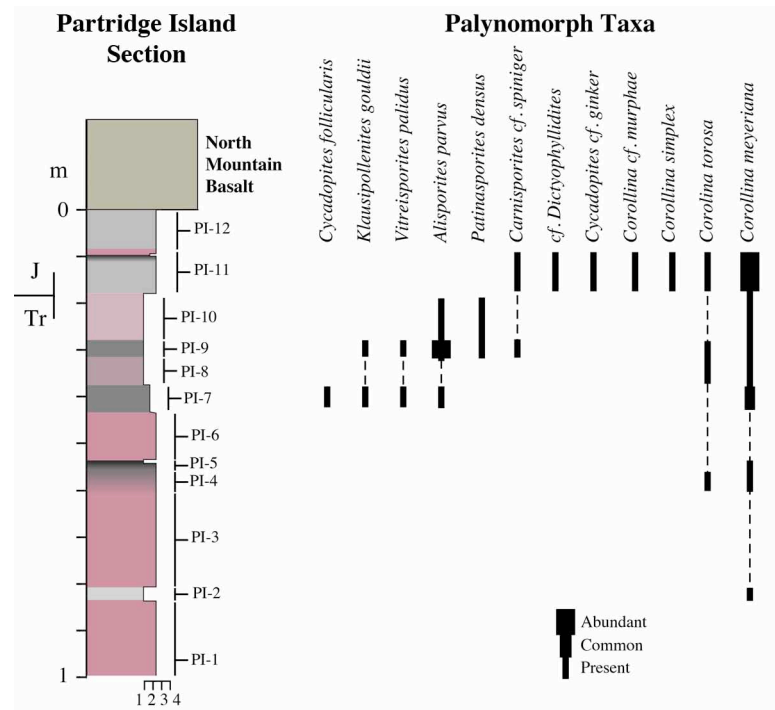 Partridge Island
Section
Palynomorph Taxa
Cycadopites follicularis
Klausipollenites gouldii
Vitreisporites palidus
Alisporites parvus
Patinasporites densus
Carnisporites cf. spiniger
cf. Dictyophyllidites
Cycadopites cf. ginker
Corollina cf. murphae
Corollina simplex
Corolina torosa
Corollina meyeriana
North
Mountain
Basalt
m
0
PI-12
J
PI-11
Tr
PI-10
PI-9
PI-8
PI-7
PI-6
PI-5
PI-4
PI-3
PI-2
PI-1
1
1 2 3 4
Abundant
Common
Present